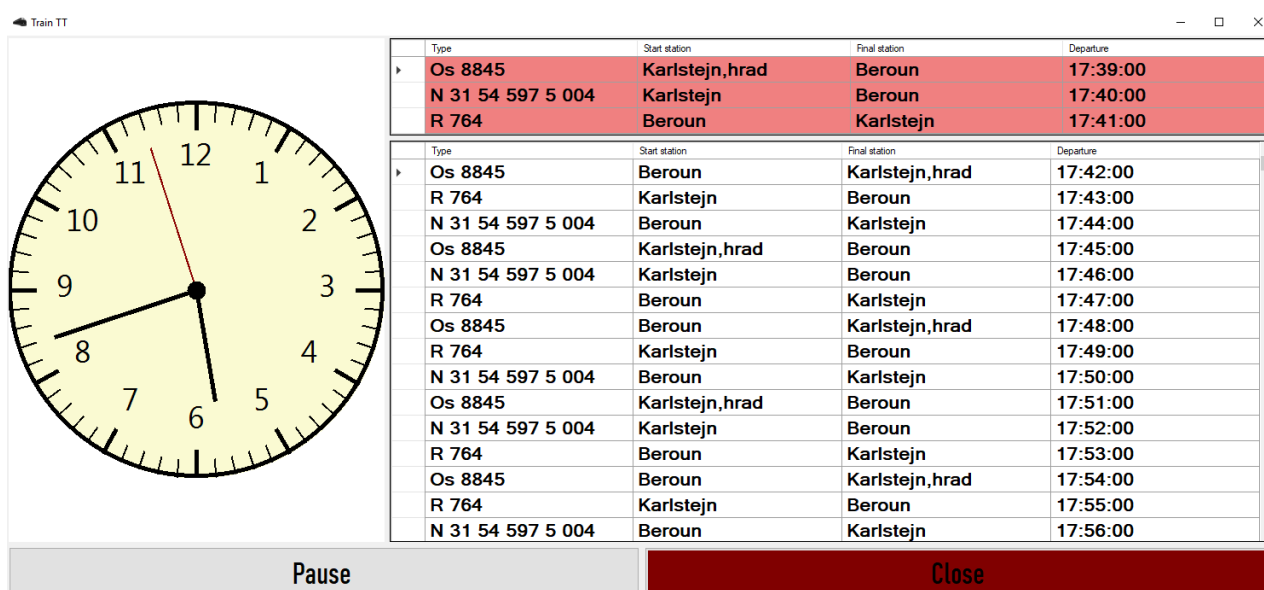 Train TT
Type Start station Final station Departure
Os 8845 Karlstejn,hrad Beroun 17:39:00
N 31 54 597 5 004 Karlstejn Beroun 17:40:00
R 764 Beroun Karlstejn 17:41:00
Type Start station Final station Departure
Os 8845 Beroun Karlstejn,hrad 17:42:00
R 764 Karlstejn Beroun 17:43:00
N 31 54 597 5 004 Beroun Karlstejn 17:44:00
Os 8845 Karlstejn,hrad Beroun 17:45:00
N 31 54 597 5 004 Karlstejn Beroun 17:46:00
R 764 Beroun Karlstejn 17:47:00
Os 8845 Beroun Karlstejn,hrad 17:48:00
R 764 Karlstejn Beroun 17:49:00
N 31 54 597 5 004 Beroun Karlstejn 17:50:00
Os 8845 Karlstejn,hrad Beroun 17:51:00
N 31 54 597 5 004 Karlstejn Beroun 17:52:00
R 764 Beroun Karlstejn 17:53:00
Os 8845 Beroun Karlstejn,hrad 17:54:00
R 764 Karlstejn Beroun 17:55:00
N 31 54 597 5 004 Beroun Karlstejn 17:56:00
12
11 1
10 2
9 3
8 4
7 5
6
Pause Close